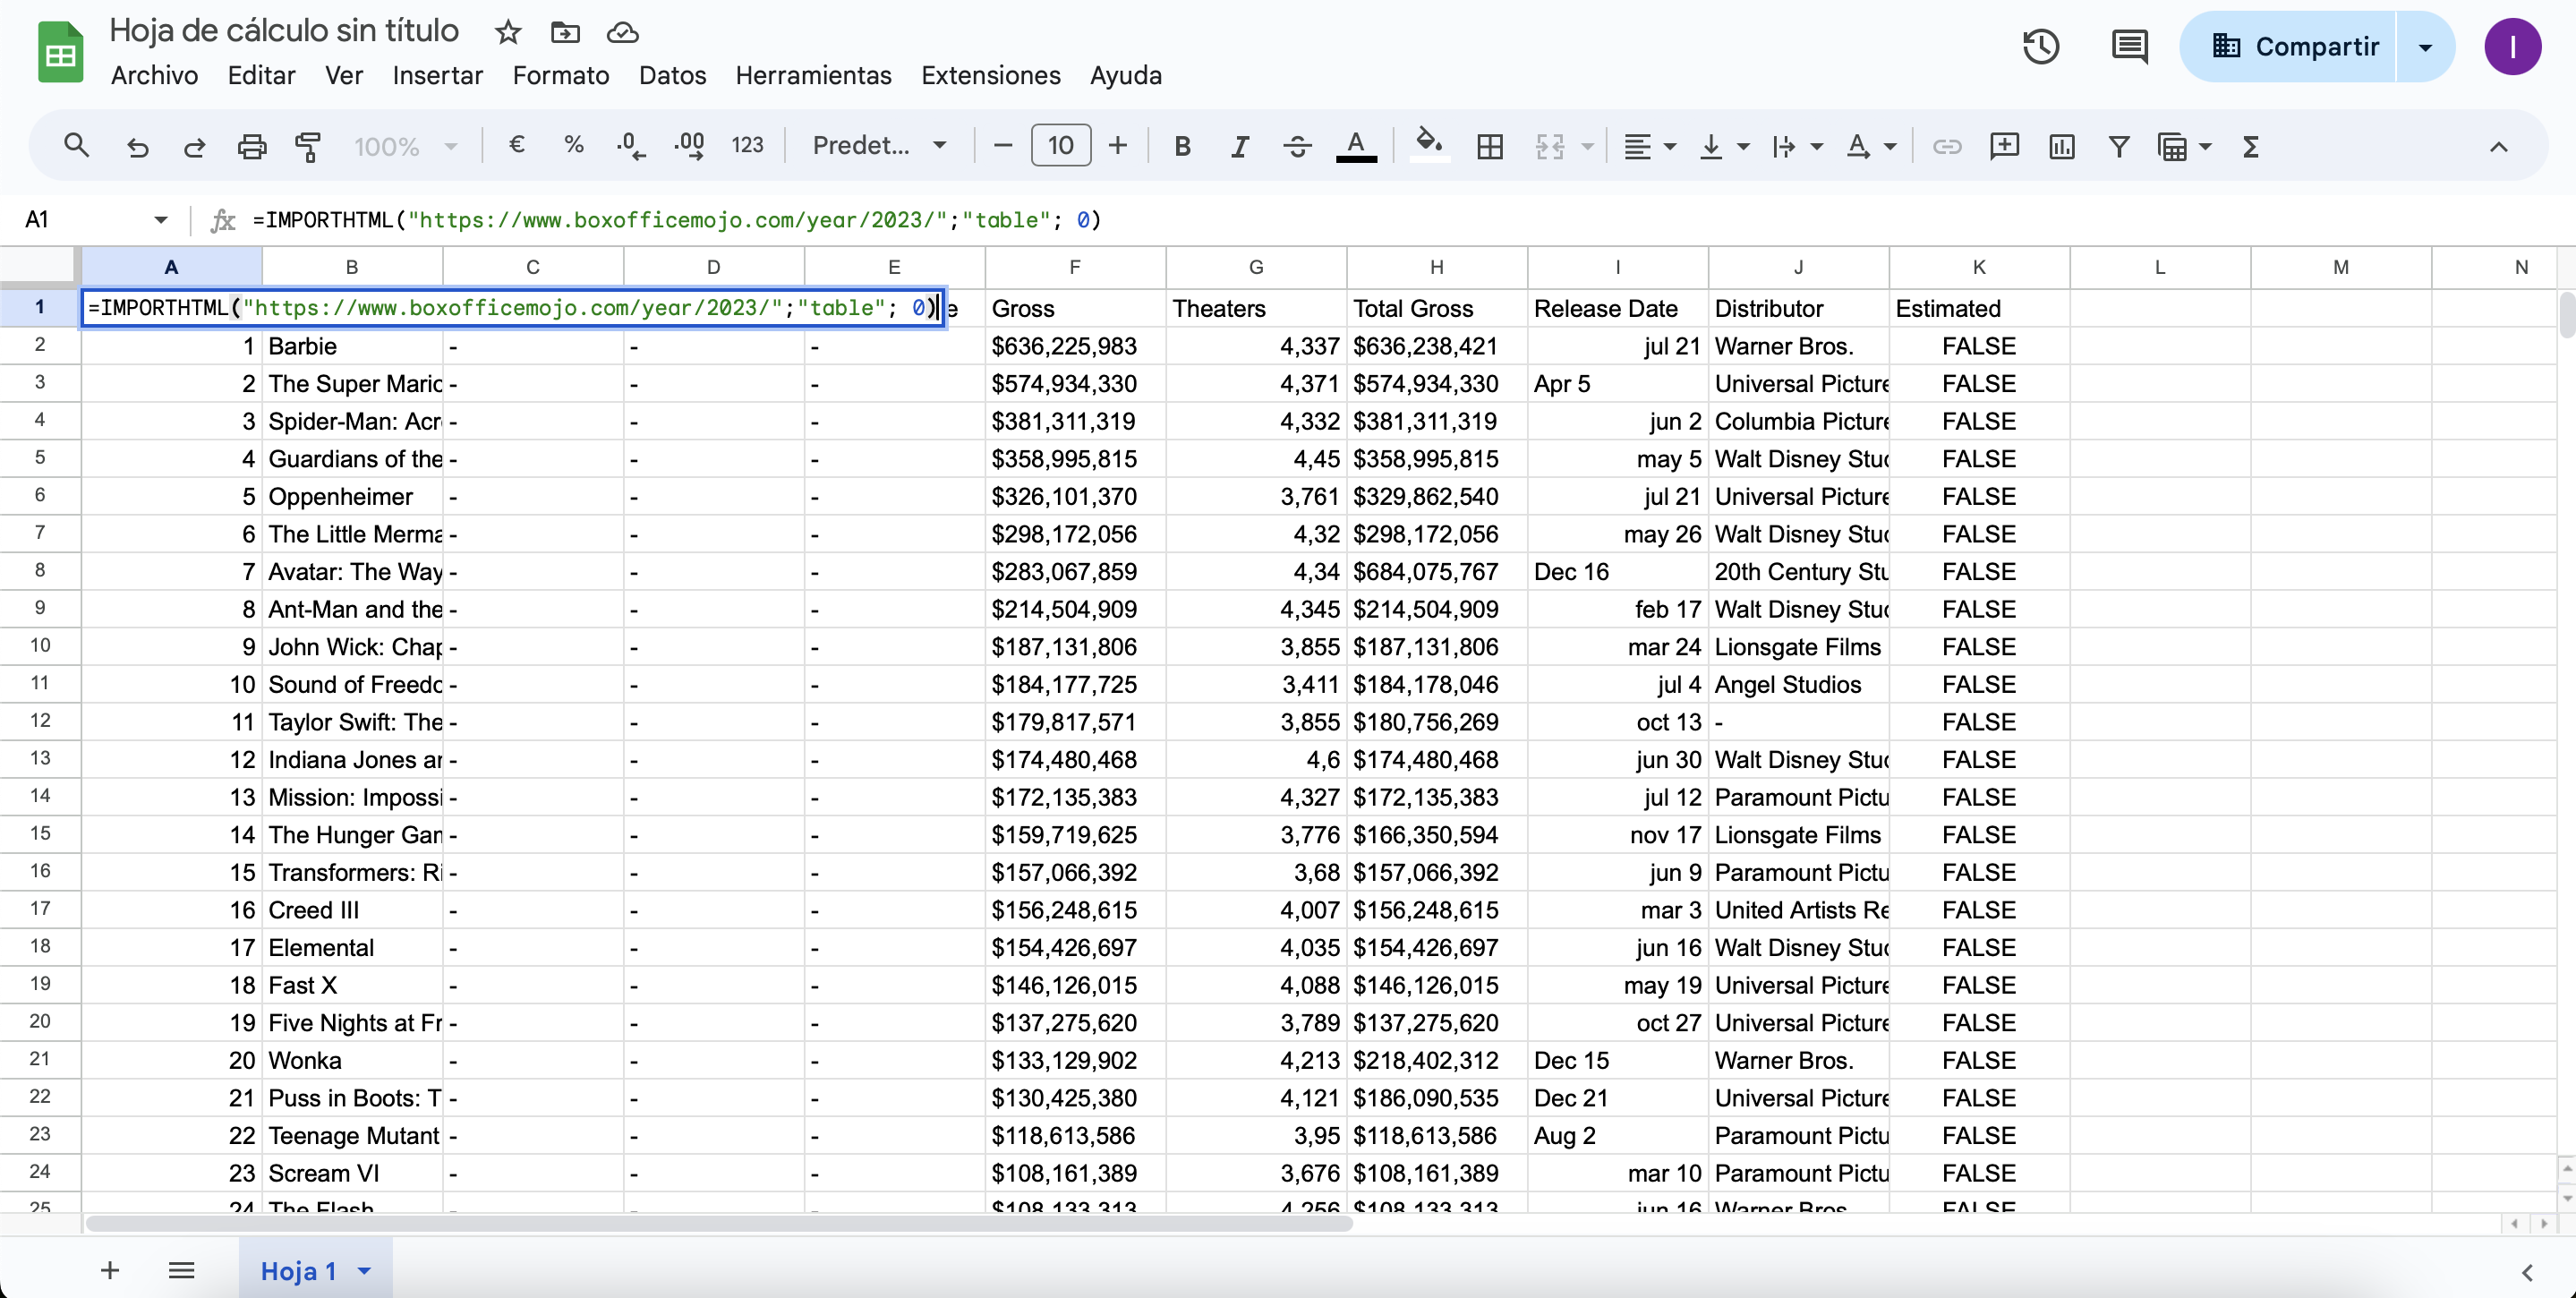 Hoja de cálculo sin título
Archivo Editar Ver Insertar Formato Datos Herramientas Extensiones Ayuda
Compartir I
100% € % .0 .00 123 Predet... 10 B I A
A1 fx =IMPORTHTML("https://www.boxofficemojo.com/year/2023/";"table"; 0)
A B C D E F G H I J K L M N
1 =IMPORTHTML("https://www.boxofficemojo.com/year/2023/";"table"; 0) e Gross Theaters Total Gross Release Date Distributor Estimated
2 1 Barbie - - - $636,225,983 4,337 $636,238,421 jul 21 Warner Bros. FALSE
3 2 The Super Mario - - - $574,934,330 4,371 $574,934,330 Apr 5 Universal Picture FALSE
4 3 Spider-Man: Acr - - - $381,311,319 4,332 $381,311,319 jun 2 Columbia Picture FALSE
5 4 Guardians of the - - - $358,995,815 4,45 $358,995,815 may 5 Walt Disney Stu FALSE
6 5 Oppenheimer - - - $326,101,370 3,761 $329,862,540 jul 21 Universal Picture FALSE
7 6 The Little Merma - - - $298,172,056 4,32 $298,172,056 may 26 Walt Disney Stu FALSE
8 7 Avatar: The Way - - - $283,067,859 4,34 $684,075,767 Dec 16 20th Century Stu FALSE
9 8 Ant-Man and the - - - $214,504,909 4,345 $214,504,909 feb 17 Walt Disney Stu FALSE
10 9 John Wick: Chap - - - $187,131,806 3,855 $187,131,806 mar 24 Lionsgate Films FALSE
11 10 Sound of Freedo - - - $184,177,725 3,411 $184,178,046 jul 4 Angel Studios FALSE
12 11 Taylor Swift: The - - - $179,817,571 3,855 $180,756,269 oct 13 - FALSE
13 12 Indiana Jones an - - - $174,480,468 4,6 $174,480,468 jun 30 Walt Disney Stu FALSE
14 13 Mission: Impossi - - - $172,135,383 4,327 $172,135,383 jul 12 Paramount Pictu FALSE
15 14 The Hunger Gam - - - $159,719,625 3,776 $166,350,594 nov 17 Lionsgate Films FALSE
16 15 Transformers: Ri - - - $157,066,392 3,68 $157,066,392 jun 9 Paramount Pictu FALSE
17 16 Creed III - - - $156,248,615 4,007 $156,248,615 mar 3 United Artists Re FALSE
18 17 Elemental - - - $154,426,697 4,035 $154,426,697 jun 16 Walt Disney Stu FALSE
19 18 Fast X - - - $146,126,015 4,088 $146,126,015 may 19 Universal Picture FALSE
20 19 Five Nights at Fr - - - $137,275,620 3,789 $137,275,620 oct 27 Universal Picture FALSE
21 20 Wonka - - - $133,129,902 4,213 $218,402,312 Dec 15 Warner Bros. FALSE
22 21 Puss in Boots: T - - - $130,425,380 4,121 $186,090,535 Dec 21 Universal Picture FALSE
23 22 Teenage Mutant - - - $118,613,586 3,95 $118,613,586 Aug 2 Paramount Pictu FALSE
24 23 Scream VI - - - $108,161,389 3,676 $108,161,389 mar 10 Paramount Pictu FALSE
25 24 The Flash - - - $108,133,313 4,256 $108,133,313 jun 16 Warner Bros. FALSE
Hoja 1